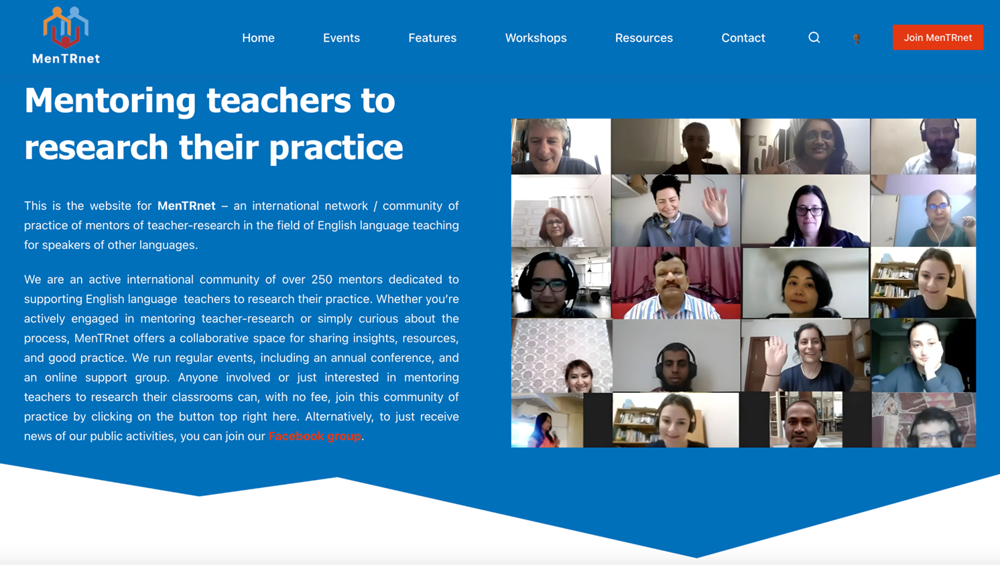 MenTRnet
Home
Events
Features
Workshops
Resources
Contact
Join MenTRnet
Mentoring teachers to
research their practice
This is the website for MenTRnet – an international network / community of
practice of mentors of teacher-research in the field of English language teaching
for speakers of other languages.
We are an active international community of over 250 mentors dedicated to
supporting English language  teachers to research their practice. Whether you’re
actively engaged in mentoring teacher-research or simply curious about the
process, MenTRnet offers a collaborative space for sharing insights, resources,
and good practice. We run regular events, including an annual conference, and
an online support group. Anyone involved or just interested in mentoring
teachers to research their classrooms can, with no fee, join this community of
practice by clicking on the button top right here. Alternatively, to just receive
news of our public activities, you can join our Facebook group.